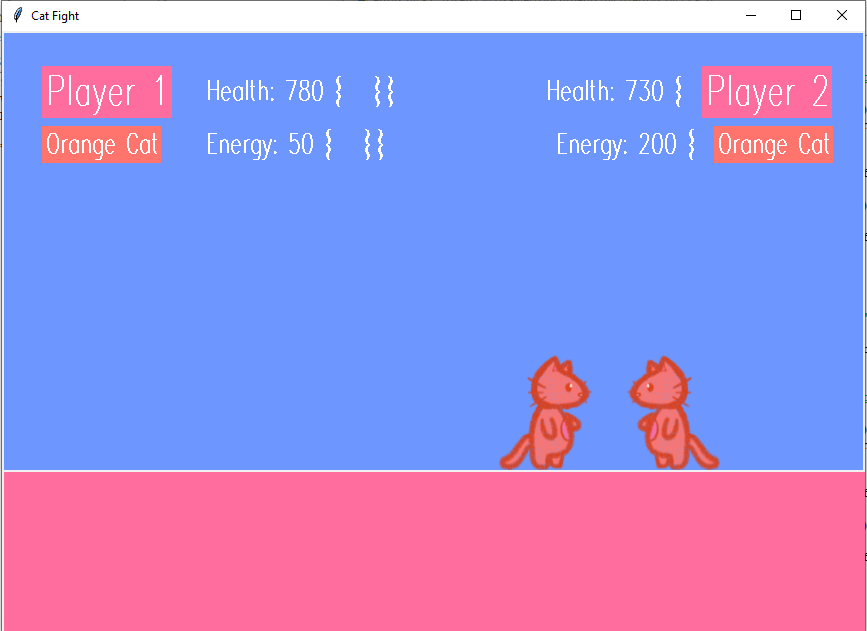 Cat Fight
Player 1 Health: 780 { }{ Health: 730 { Player 2
Orange Cat Energy: 50 { }{ Energy: 200 { Orange Cat